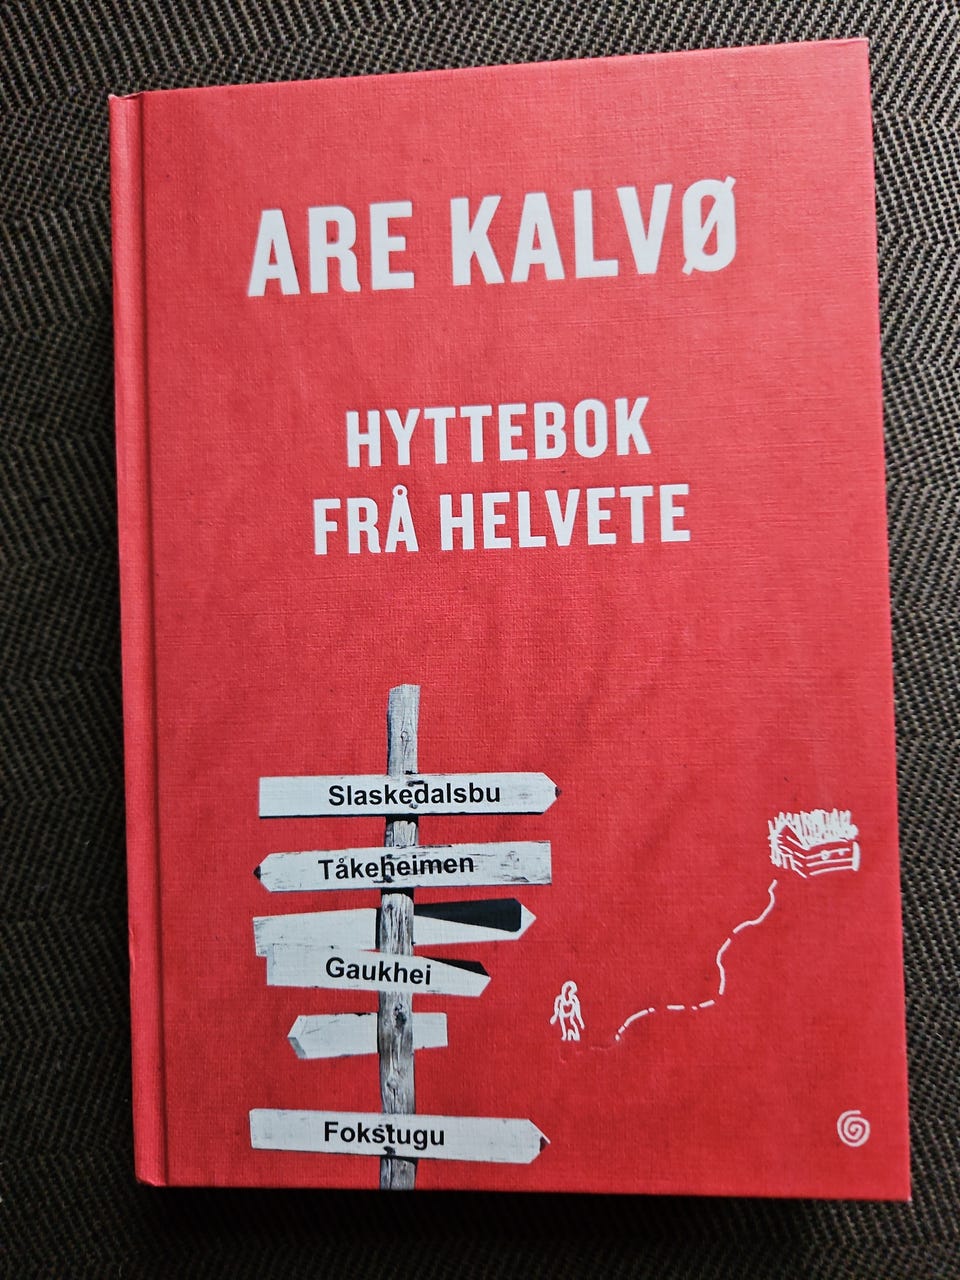 ARE KALVØ
HYTTEBOK
FRÅ HELVETE
Slaskedalsbu
Tåkeheimen
Gaukhei
Fokstugu